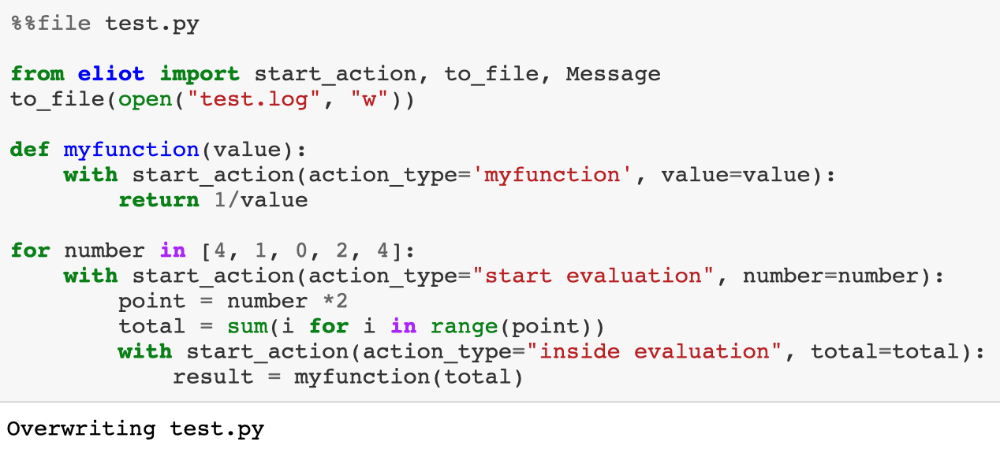 %%file test.py
from eliot import start_action, to_file, Message
to_file(open("test.log", "w"))
def myfunction(value):
    with start_action(action_type='myfunction', value=value):
        return 1/value
for number in [4, 1, 0, 2, 4]:
    with start_action(action_type="start evaluation", number=number):
        point = number *2
        total = sum(i for i in range(point))
        with start_action(action_type="inside evaluation", total=total):
            result = myfunction(total)
Overwriting test.py